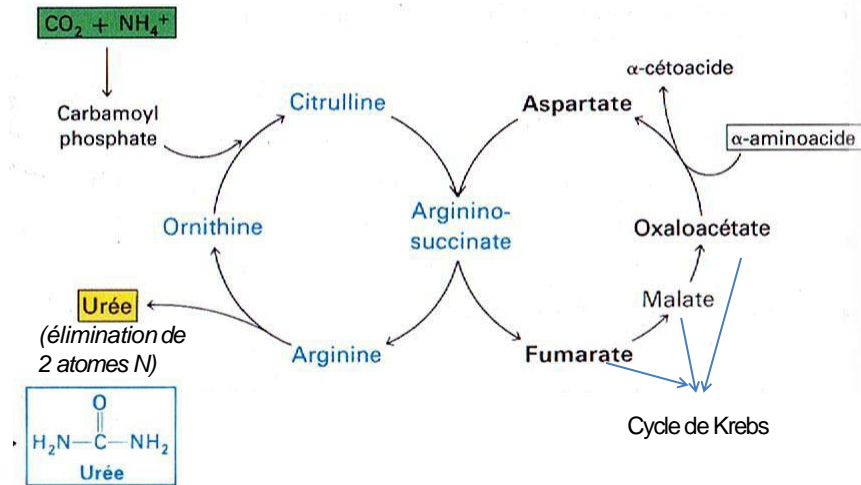 CO₂ + NH₄⁺
Carbamoyl
phosphate
Citrulline
Aspartate
α-cétoacide
α-aminoacide
Ornithine
Arginino-
succinate
Oxaloacétate
Malate
Urée
(élimination de
2 atomes N)
Arginine
Fumarate
Cycle de Krebs
O
H₂N—C—NH₂
Urée